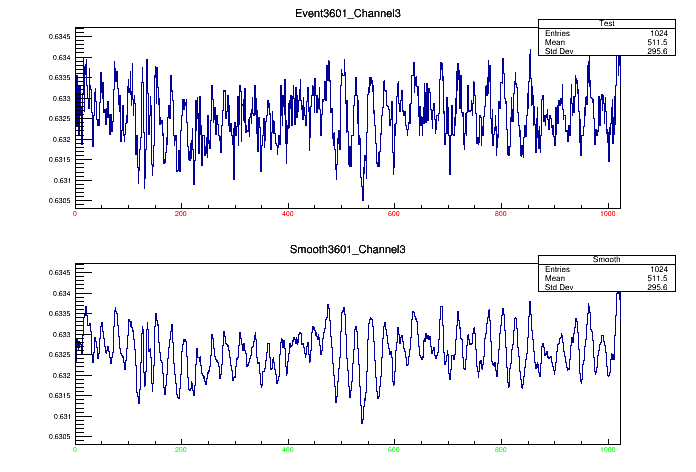 Event3601_Channel3
Test
Entries 1024
Mean 511.5
Std Dev 295.6
0.6345
0.634
0.6335
0.633
0.6325
0.632
0.6315
0.631
0.6305
0 200 400 600 800 1000
Smooth3601_Channel3
Smooth
Entries 1024
Mean 511.5
Std Dev 295.6
0.6345
0.634
0.6335
0.633
0.6325
0.632
0.6315
0.631
0.6305
0 200 400 600 800 1000